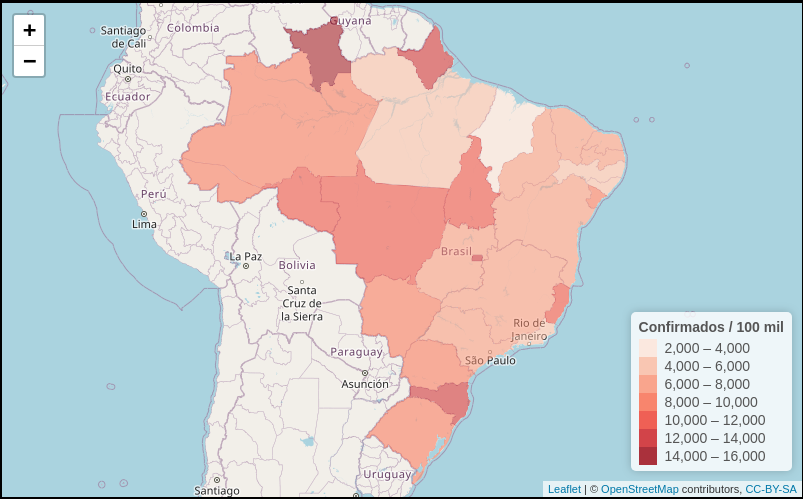 +
−
Colombia
Guyana
Santiago
de Cali
Quito
Ecuador
Perú
Lima
La Paz
Bolivia
Santa
Cruz de
la Sierra
Brasil
Rio de
Janeiro
São Paulo
Paraguay
Asunción
Uruguay
Santiago
Confirmados / 100 mil
2,000 – 4,000
4,000 – 6,000
6,000 – 8,000
8,000 – 10,000
10,000 – 12,000
12,000 – 14,000
14,000 – 16,000
Leaflet | © OpenStreetMap contributors, CC-BY-SA